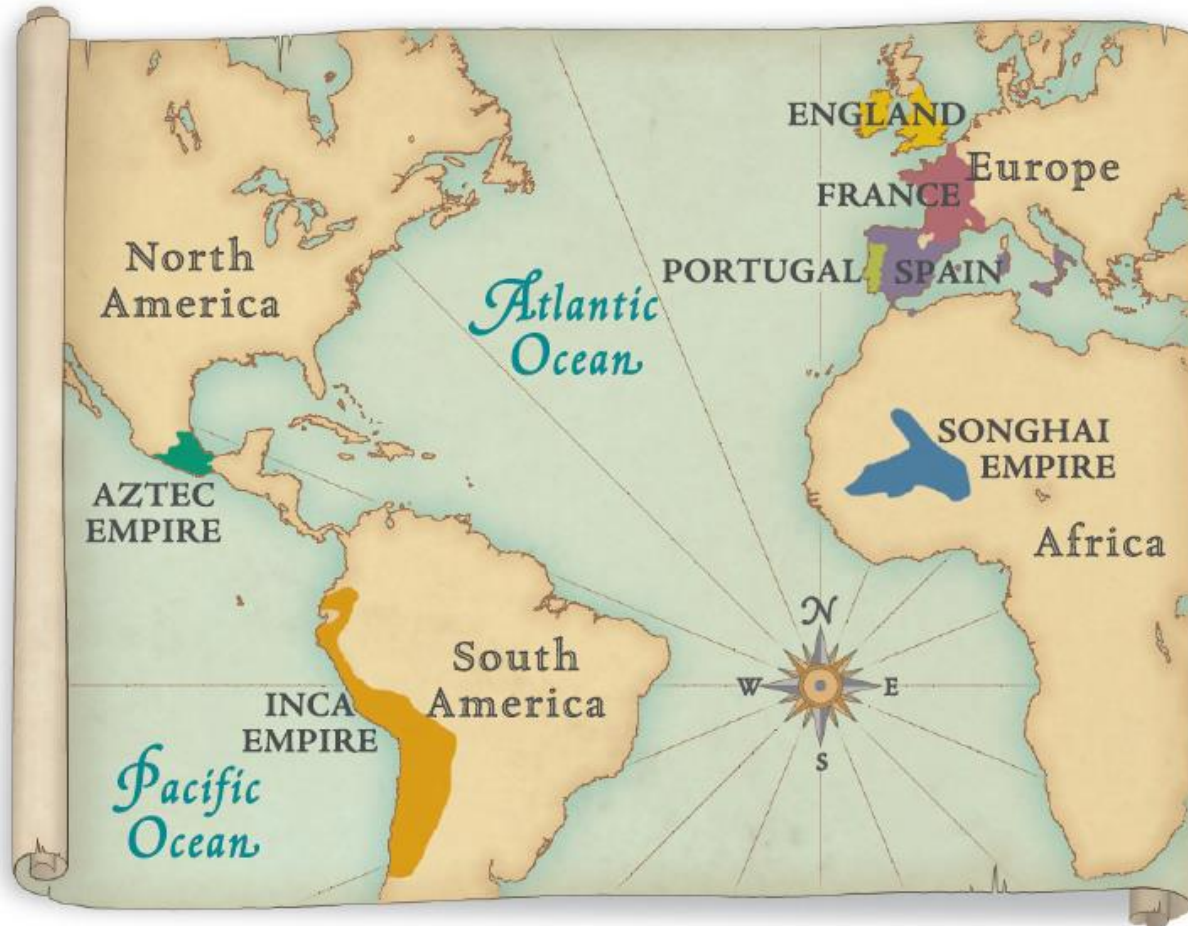 ENGLAND
Europe
FRANCE
North
America
PORTUGAL
SPAIN
Atlantic
Ocean
SONGHAI
EMPIRE
AZTEC
EMPIRE
Africa
N
South
America
W
E
INCA
EMPIRE
S
Pacific
Ocean